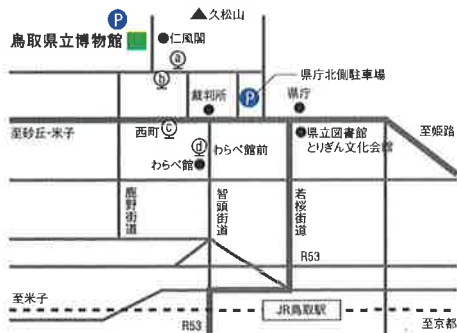 P
▲久松山
鳥取県立博物館
●仁風閣
ⓐ
ⓑ
裁判所
P
県庁北側駐車場
県庁
至砂丘・米子
西町ⓒ
県立図書館
とりぎん文化会館
至姫路
ⓓ
わらべ館前
わらべ館
鹿野街道
智頭街道
若桜街道
R53
至米子
JR鳥取駅
R53
至京都